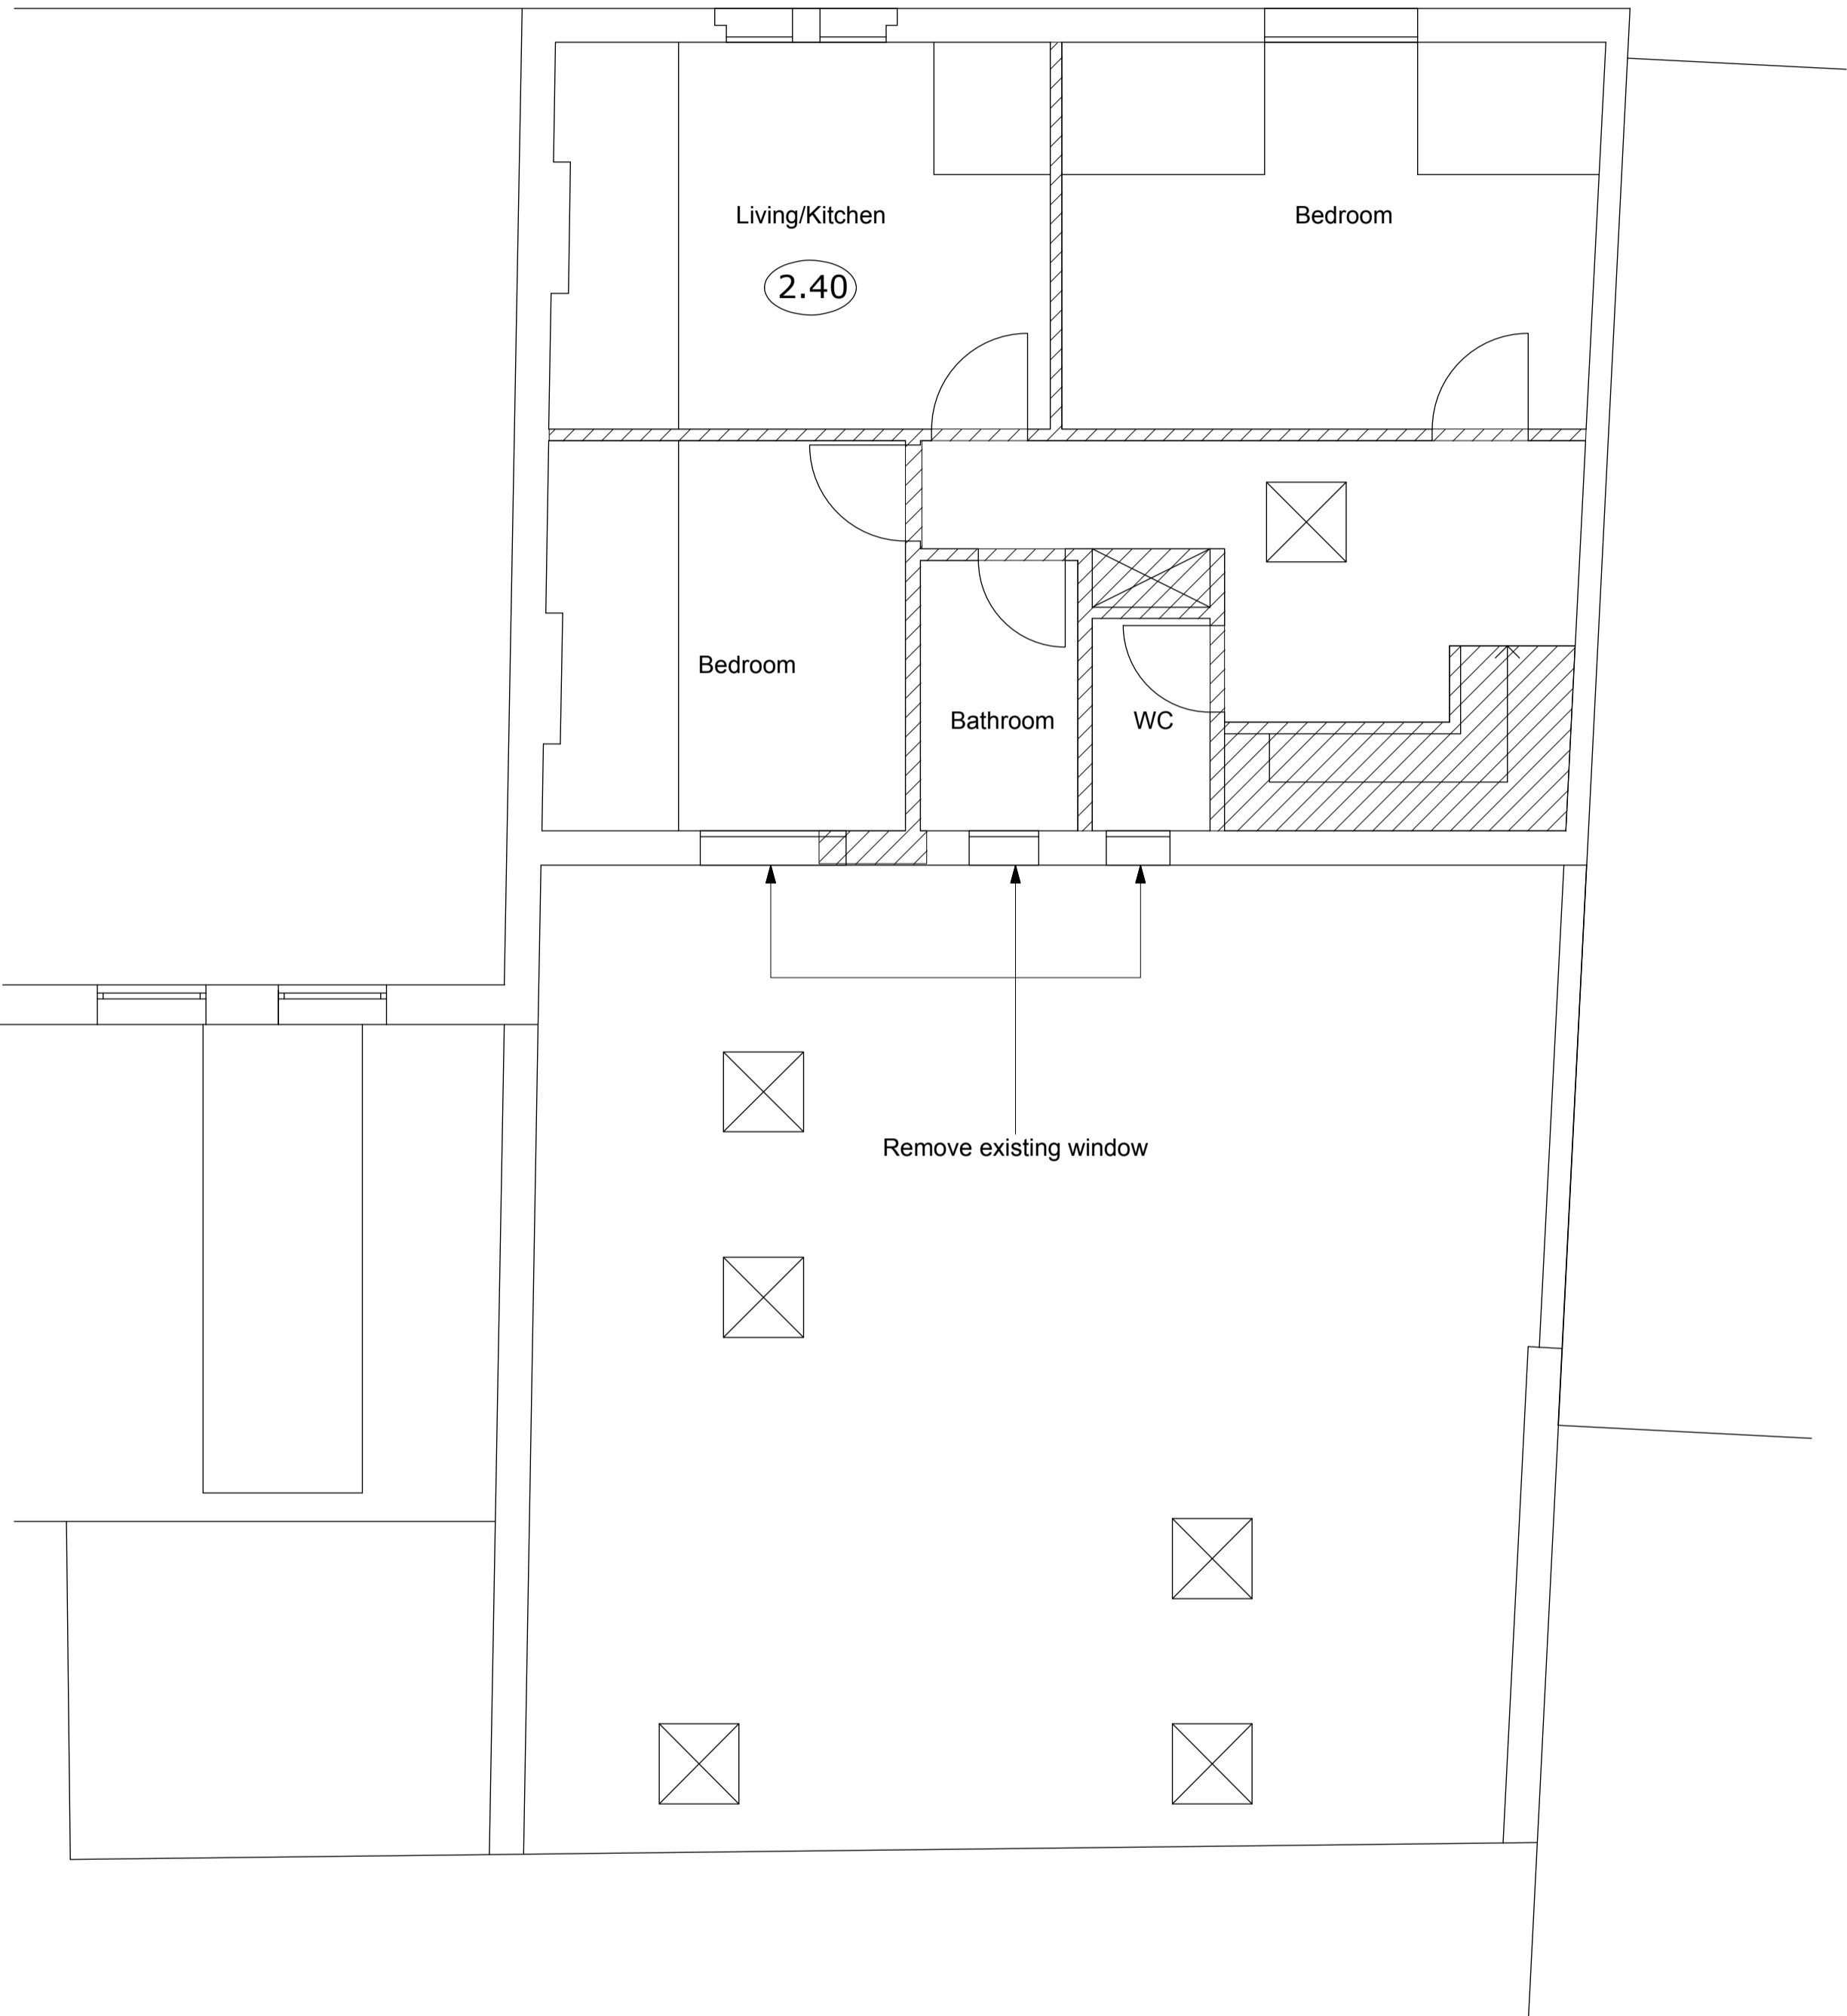 Living/Kitchen
Bedroom
2.40
Bedroom
Bathroom
WC
Remove existing window